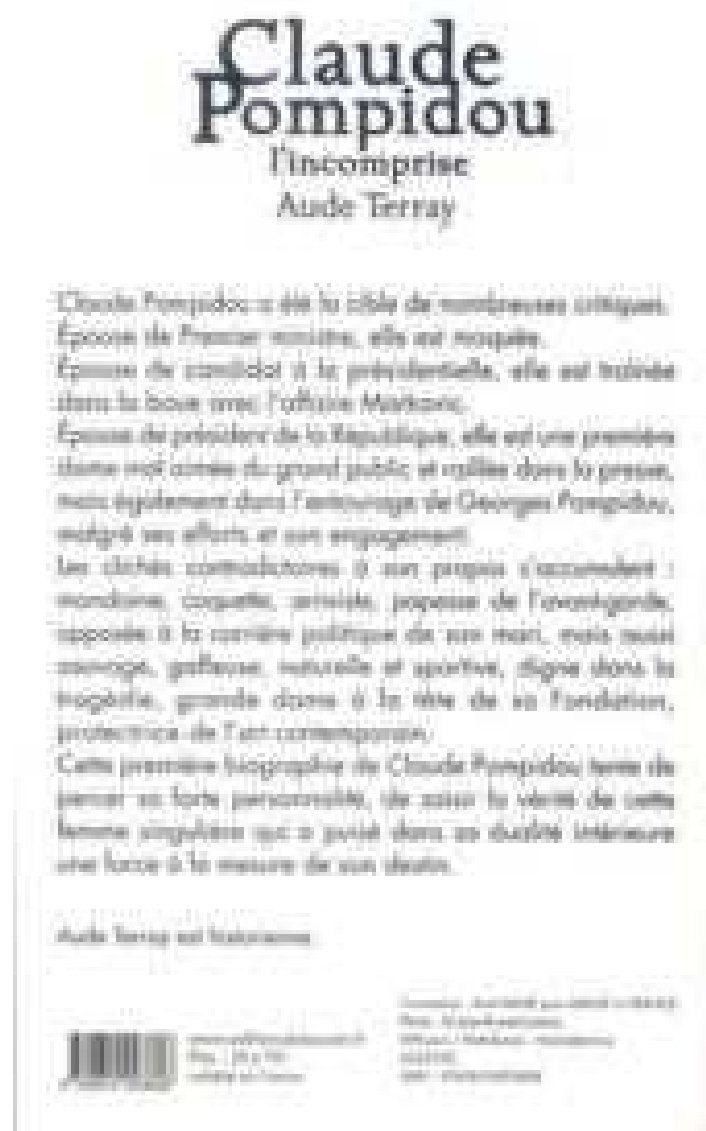 Claude
Pompidou
l'incomprise
Aude Terray
Claude Pompidou a été la cible de nombreuses critiques.
Épouse de Premier ministre, elle est moquée.
Épouse de candidat à la présidentielle, elle est traînée
dans la boue avec l'affaire Markovic.
Épouse de président de la République, elle est une première
dame mal aimée du grand public et raillée dans la presse,
mais également dans l'entourage de Georges Pompidou,
malgré ses efforts et son engagement.
Les clichés contradictoires à son propos s'accumulent :
mondaine, coquette, arriviste, papesse de l'avant-garde,
opposée à la carrière politique de son mari, mais aussi
sauvage, gaffeuse, naturelle et sportive, digne dans la
tragédie, grande dame à la tête de sa Fondation,
protectrice de l'art contemporain.
Cette première biographie de Claude Pompidou tente de
percer sa forte personnalité, de saisir la vérité de cette
femme singulière qui a puisé dans sa dualité intérieure
une force à la mesure de son destin.
Aude Terray est historienne.